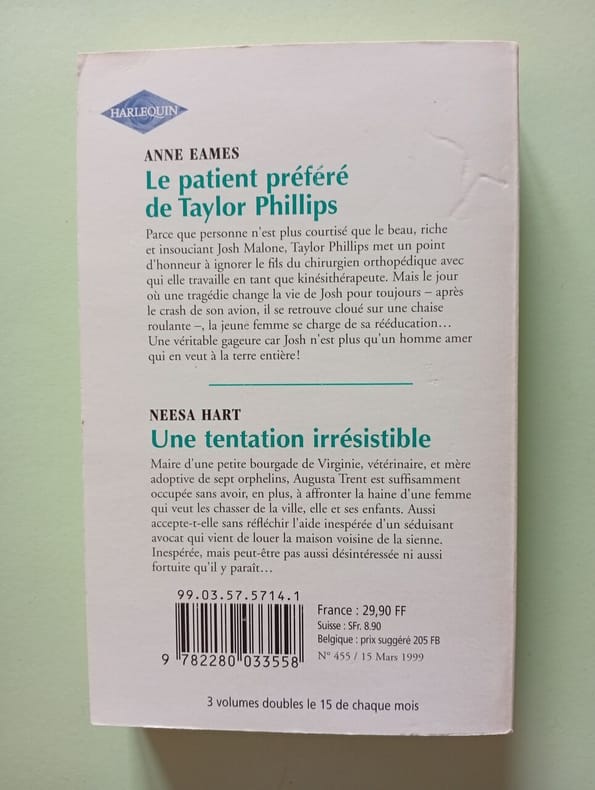 HARLEQUIN
ANNE EAMES
Le patient préféré
de Taylor Phillips
Parce que personne n'est plus courtisé que le beau, riche
et insouciant Josh Malone, Taylor Phillips met un point
d'honneur à ignorer le fils du chirurgien orthopédique avec
qui elle travaille en tant que kinésithérapeute. Mais le jour
où une tragédie change la vie de Josh pour toujours – après
le crash de son avion, il se retrouve cloué sur une chaise
roulante –, la jeune femme se charge de sa rééducation…
Une véritable gageure car Josh n'est plus qu'un homme amer
qui en veut à la terre entière!
NEESA HART
Une tentation irrésistible
Maire d'une petite bourgade de Virginie, vétérinaire, et mère
adoptive de sept orphelins, Augusta Trent est suffisamment
occupée sans avoir, en plus, à affronter la haine d'une femme
qui veut les chasser de la ville, elle et ses enfants. Aussi
accepte-t-elle sans réfléchir l'aide inespérée d'un séduisant
avocat qui vient de louer la maison voisine de la sienne.
Inespérée, mais peut-être pas aussi désintéressée ni aussi
fortuite qu'il y paraît…
99.03.57.5714.1
9 782280 033558
France : 29,90 FF
Suisse : SFr. 8.90
Belgique : prix suggéré 205 FB
N° 455 / 15 Mars 1999
3 volumes doubles le 15 de chaque mois